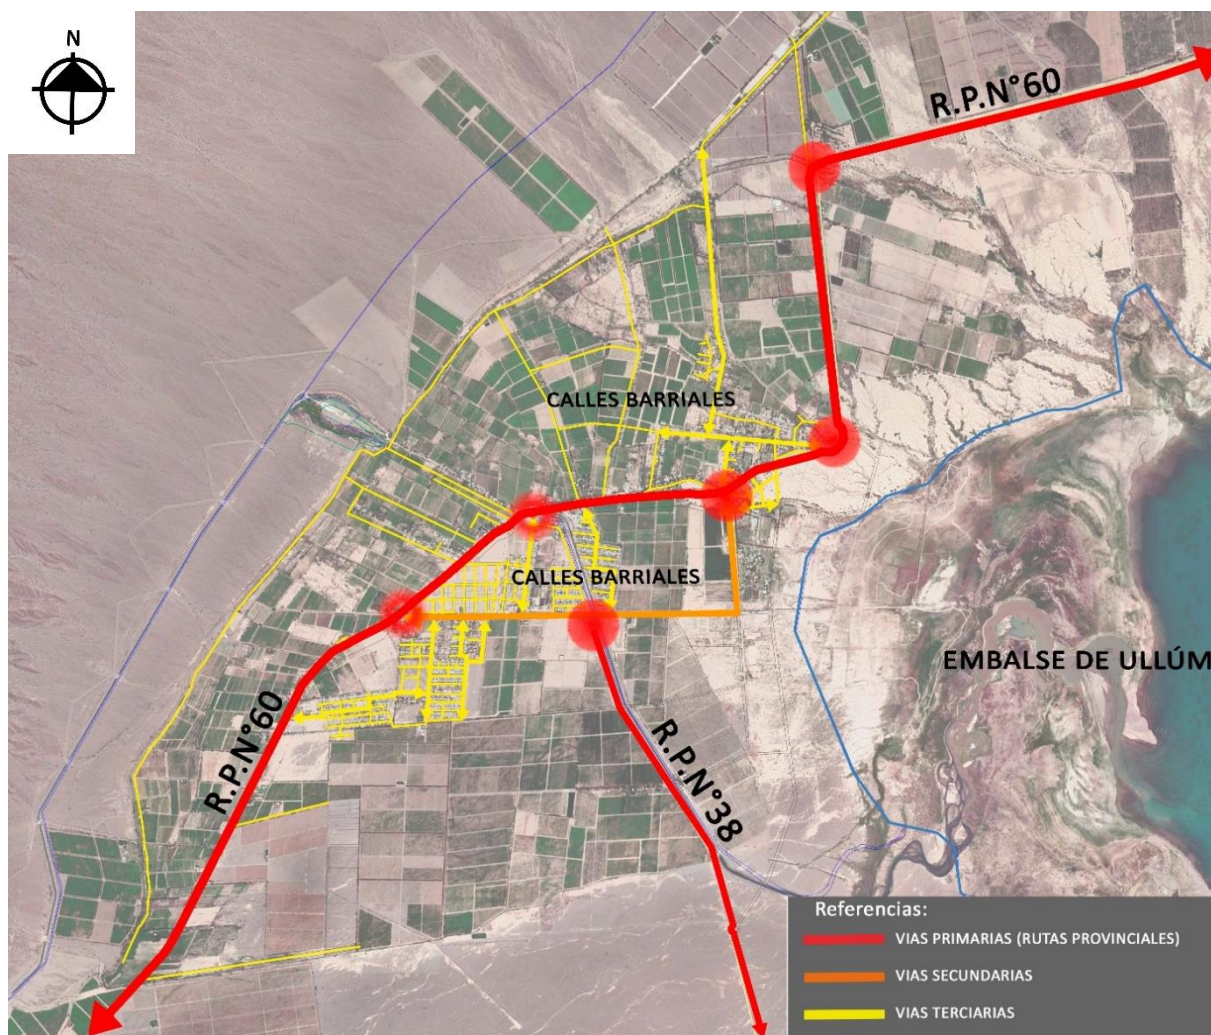 N
R.P.N°60
CALLES BARRIALES
CALLES BARRIALES
EMBALSE DE ULLÚM
R.P.N°60
R.P.N°38
Referencias:
VIAS PRIMARIAS (RUTAS PROVINCIALES)
VIAS SECUNDARIAS
VIAS TERCIARIAS